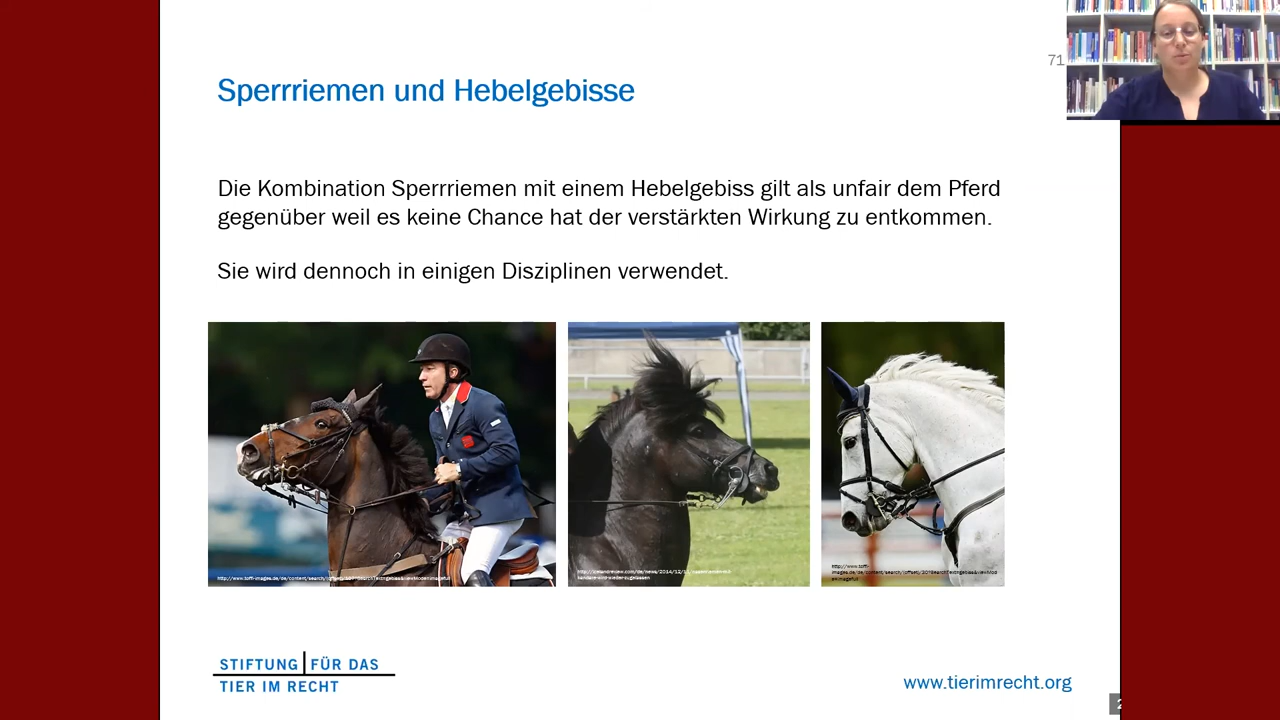 71
Sperrriemen und Hebelgebisse
Die Kombination Sperrriemen mit einem Hebelgebiss gilt als unfair dem Pferd
gegenüber weil es keine Chance hat der verstärkten Wirkung zu entkommen.
Sie wird dennoch in einigen Disziplinen verwendet.
STIFTUNG FÜR DAS
TIER IM RECHT
www.tierimrecht.org